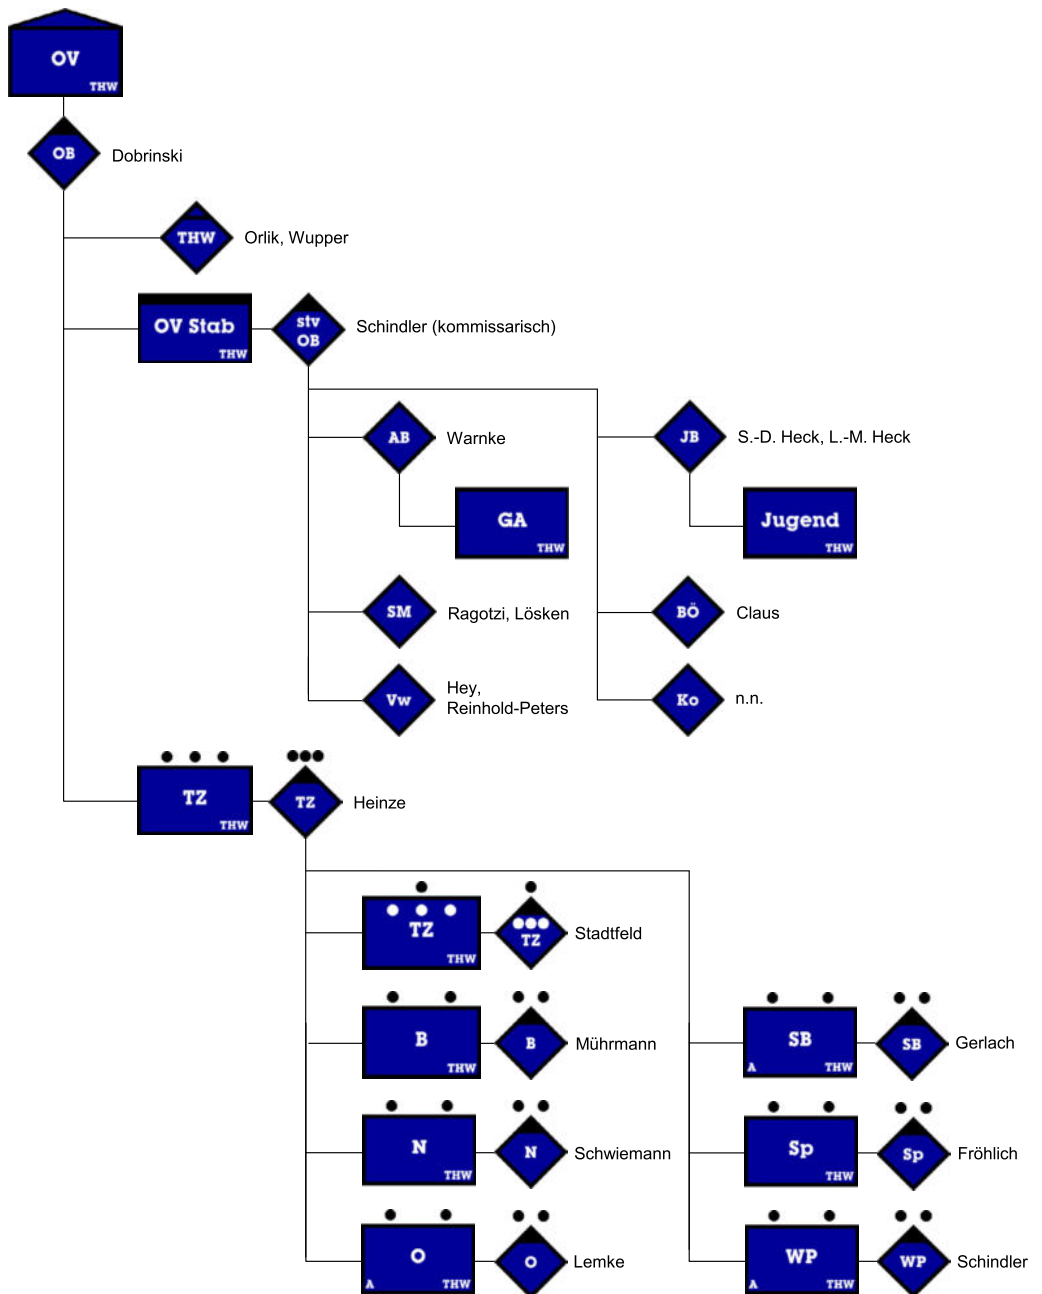 OV
THW
OB
Dobrinski
THW
Orlik, Wupper
OV Stab
THW
stv
OB
Schindler (kommissarisch)
AB
Warnke
JB
S.-D. Heck, L.-M. Heck
GA
THW
Jugend
THW
SM
Ragotzi, Lösken
BÖ
Claus
Vw
Hey,
Reinhold-Peters
Ko
n.n.
TZ
THW
TZ
Heinze
TZ
THW
TZ
Stadtfeld
B
THW
B
Mührmann
SB
A THW
SB
Gerlach
N
THW
N
Schwiemann
Sp
THW
Sp
Fröhlich
O
A THW
O
Lemke
WP
A THW
WP
Schindler